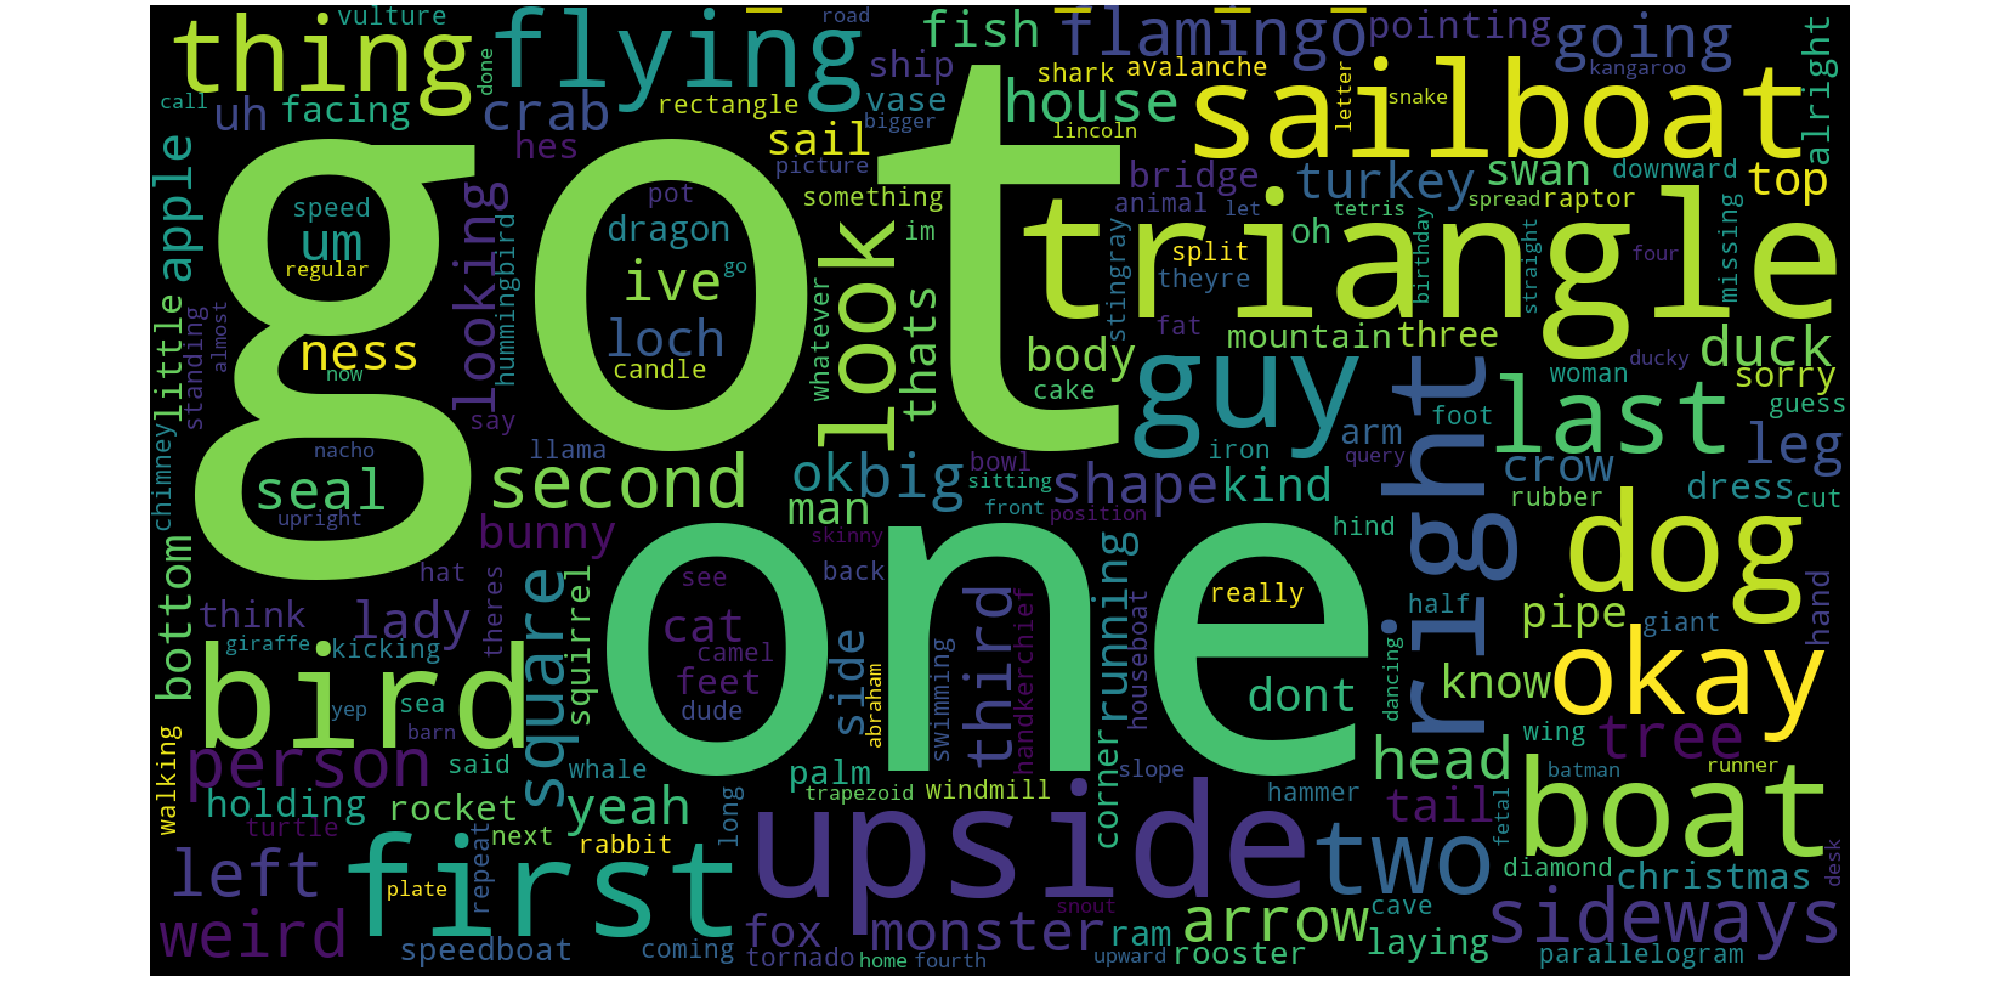 vulture
road
thing
flying
fish
flamingo
pointing
going
done
ship
shark
avalanche
kangaroo
alright
call
uh
facing
crab
rectangle
vase
house
letter
snake
sailboat
bigger
lincoln
apple
hes
sail
picture
bridge
turkey
swan
downward
top
got
looking
pot
something
animal
let
tetris
spread
raptor
speed
um
regular
hummingbird
dragon
ive
go
look
im
triangle
stingray
split
theyre
oh
birthday
straight
four
missing
little
standing
almost
ness
now
loch
candle
whatever
thats
body
cake
fat
mountain
three
duck
ducky
sorry
guess
woman
chimney
say
nacho
llama
guy
iron
arm
foot
query
right
last
leg
seal
upright
second
okbig
man
bowl
sitting
front
shape
position
kind
crow
rubber
dress
cut
bunny
skinny
hind
dog
bottom
hat
square
squirrel
see
back
one
running
really
half
pipe
giant
hand
think
lady
theres
cat
camel
feet
dude
side
abraham
swimming
third
handkerchief
houseboat
dont
dancing
know
okay
giraffe
kicking
bird
yep
sea
barn
person
said
whale
palm
corner
slope
head
wing
tree
batman
runner
walking
holding
rocket
yeah
long
trapezoid
windmill
hammer
tail
fetal
boat
turtle
next
rabbit
repeat
left
first
plate
upside
two
diamond
christmas
desk
weird
speedboat
coming
fox
tornado
monster
home
fourth
snout
ram
upward
arrow
rooster
cave
laying
sideways
parallelogram